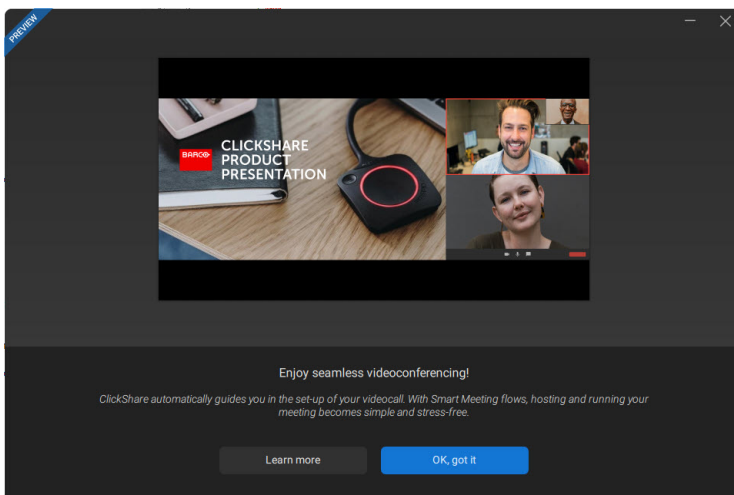 PREVIEW
BARCO
CLICKSHARE
PRODUCT
PRESENTATION
Enjoy seamless videoconferencing!
ClickShare automatically guides you in the set-up of your videocall. With Smart Meeting flows, hosting and running your
meeting becomes simple and stress-free.
Learn more
OK, got it